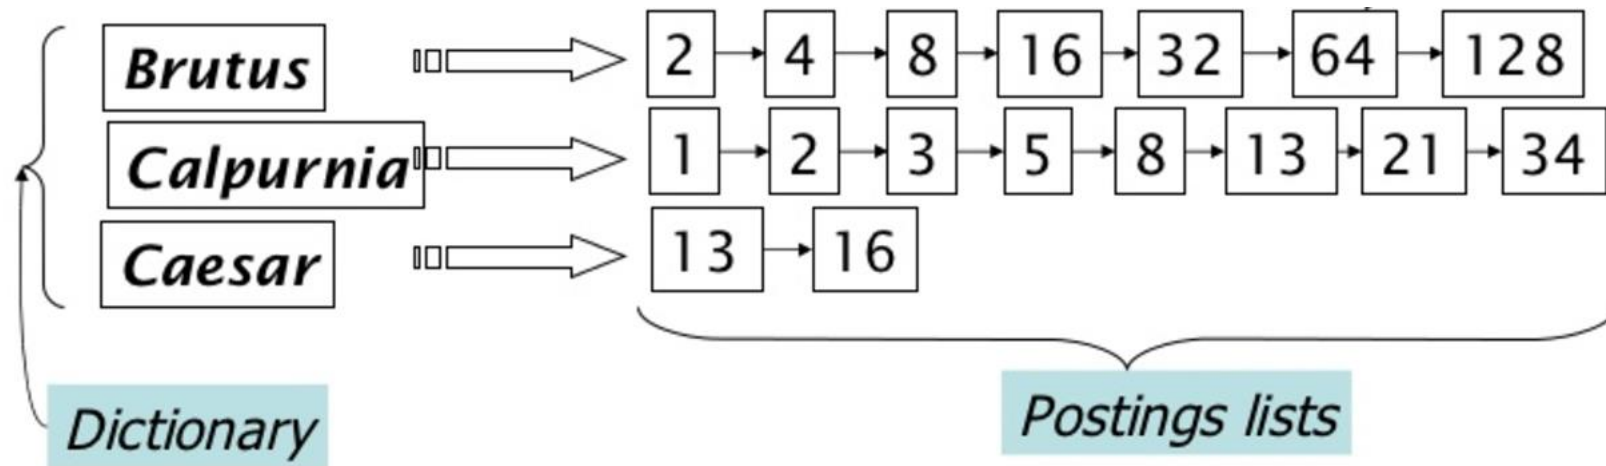 Brutus 2 4 8 16 32 64 128
Calpurnia 1 2 3 5 8 13 21 34
Caesar 13 16
Dictionary
Postings lists